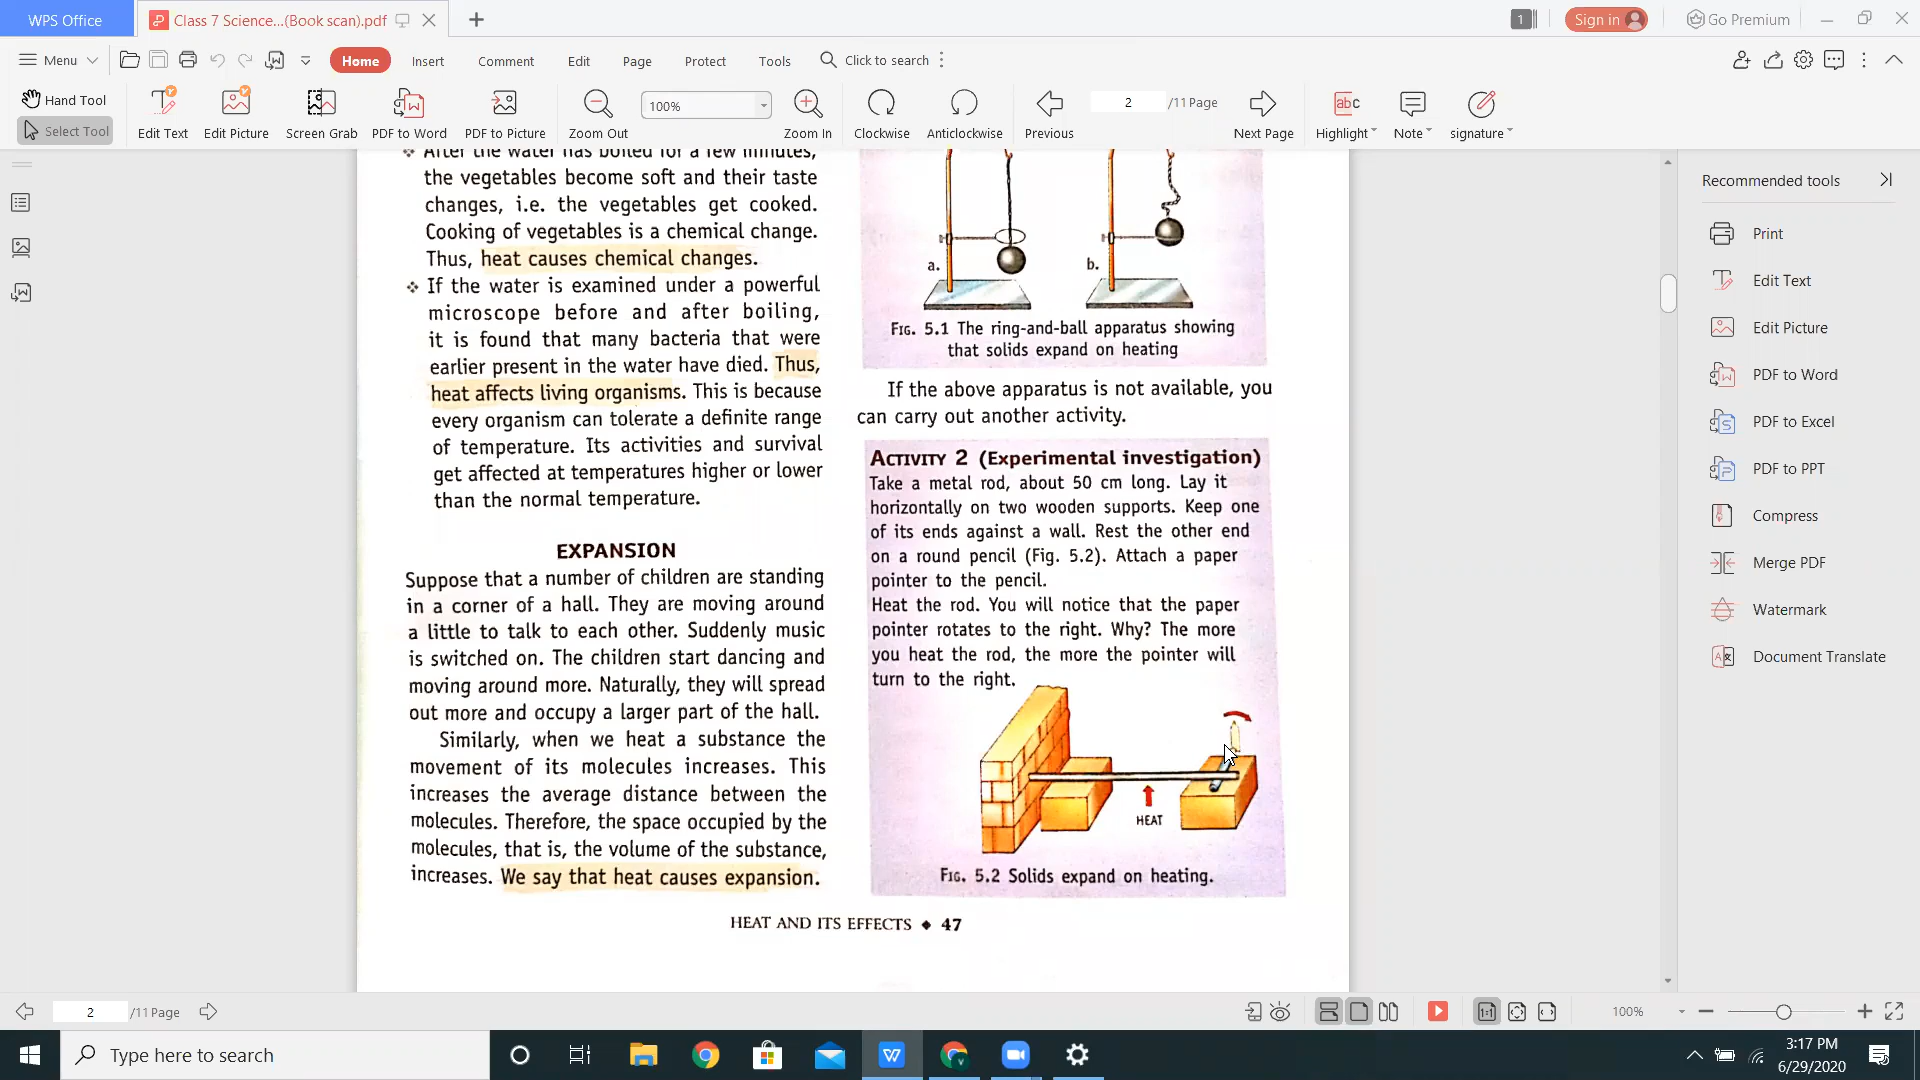 WPS Office
Class 7 Science...(Book scan).pdf
1
Sign in
Go Premium
Menu
Home
Insert
Comment
Edit
Page
Protect
Tools
Click to search
Hand Tool
Select Tool
Edit Text
Edit Picture
Screen Grab
PDF to Word
PDF to Picture
Zoom Out
100%
Zoom In
Clockwise
Anticlockwise
Previous
2
/11 Page
Next Page
Highlight
Note
signature
After the water has boiled for a few minutes,
the vegetables become soft and their taste
changes, i.e. the vegetables get cooked.
Cooking of vegetables is a chemical change.
Thus, heat causes chemical changes.
If the water is examined under a powerful
microscope before and after boiling,
it is found that many bacteria that were
earlier present in the water have died. Thus,
heat affects living organisms. This is because
every organism can tolerate a definite range
of temperature. Its activities and survival
get affected at temperatures higher or lower
than the normal temperature.
EXPANSION
Suppose that a number of children are standing
in a corner of a hall. They are moving around
a little to talk to each other. Suddenly music
is switched on. The children start dancing and
moving around more. Naturally, they will spread
out more and occupy a larger part of the hall.
Similarly, when we heat a substance the
movement of its molecules increases. This
increases the average distance between the
molecules. Therefore, the space occupied by the
molecules, that is, the volume of the substance,
increases. We say that heat causes expansion.
a.
b.
FIG. 5.1 The ring-and-ball apparatus showing
that solids expand on heating
If the above apparatus is not available, you
can carry out another activity.
ACTIVITY 2 (Experimental investigation)
Take a metal rod, about 50 cm long. Lay it
horizontally on two wooden supports. Keep one
of its ends against a wall. Rest the other end
on a round pencil (Fig. 5.2). Attach a paper
pointer to the pencil.
Heat the rod. You will notice that the paper
pointer rotates to the right. Why? The more
you heat the rod, the more the pointer will
turn to the right.
HEAT
FIG. 5.2 Solids expand on heating.
HEAT AND ITS EFFECTS ◆ 47
Recommended tools
Print
Edit Text
Edit Picture
PDF to Word
PDF to Excel
PDF to PPT
Compress
Merge PDF
Watermark
Document Translate
2
/11 Page
100%
Type here to search
3:17 PM
6/29/2020